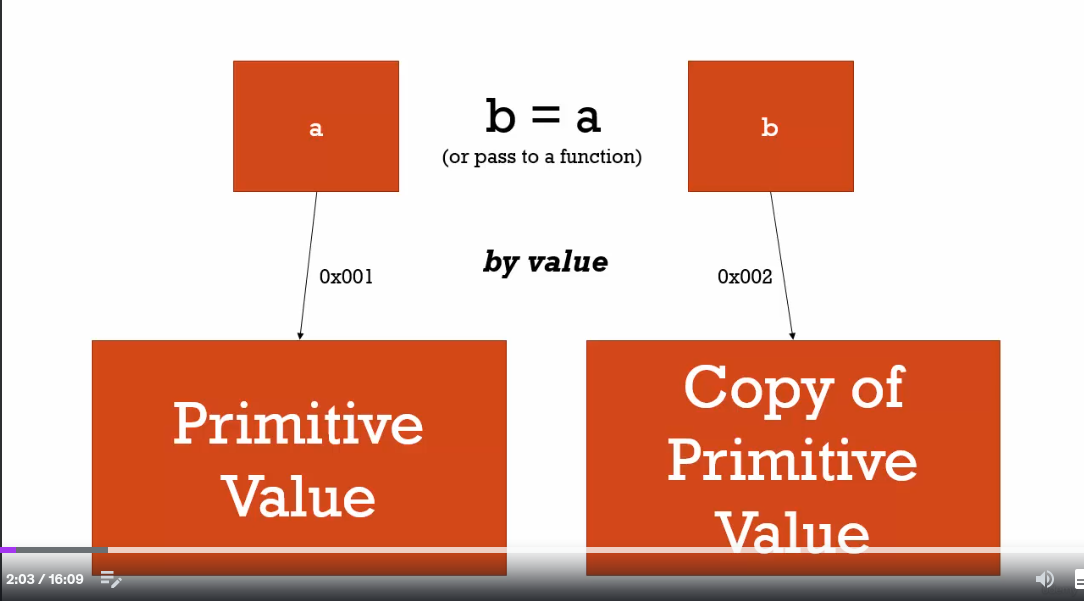 a
b = a
b
(or pass to a function)
by value
0x001
0x002
Primitive
Value
Copy of
Primitive
Value
2:03 / 16:09